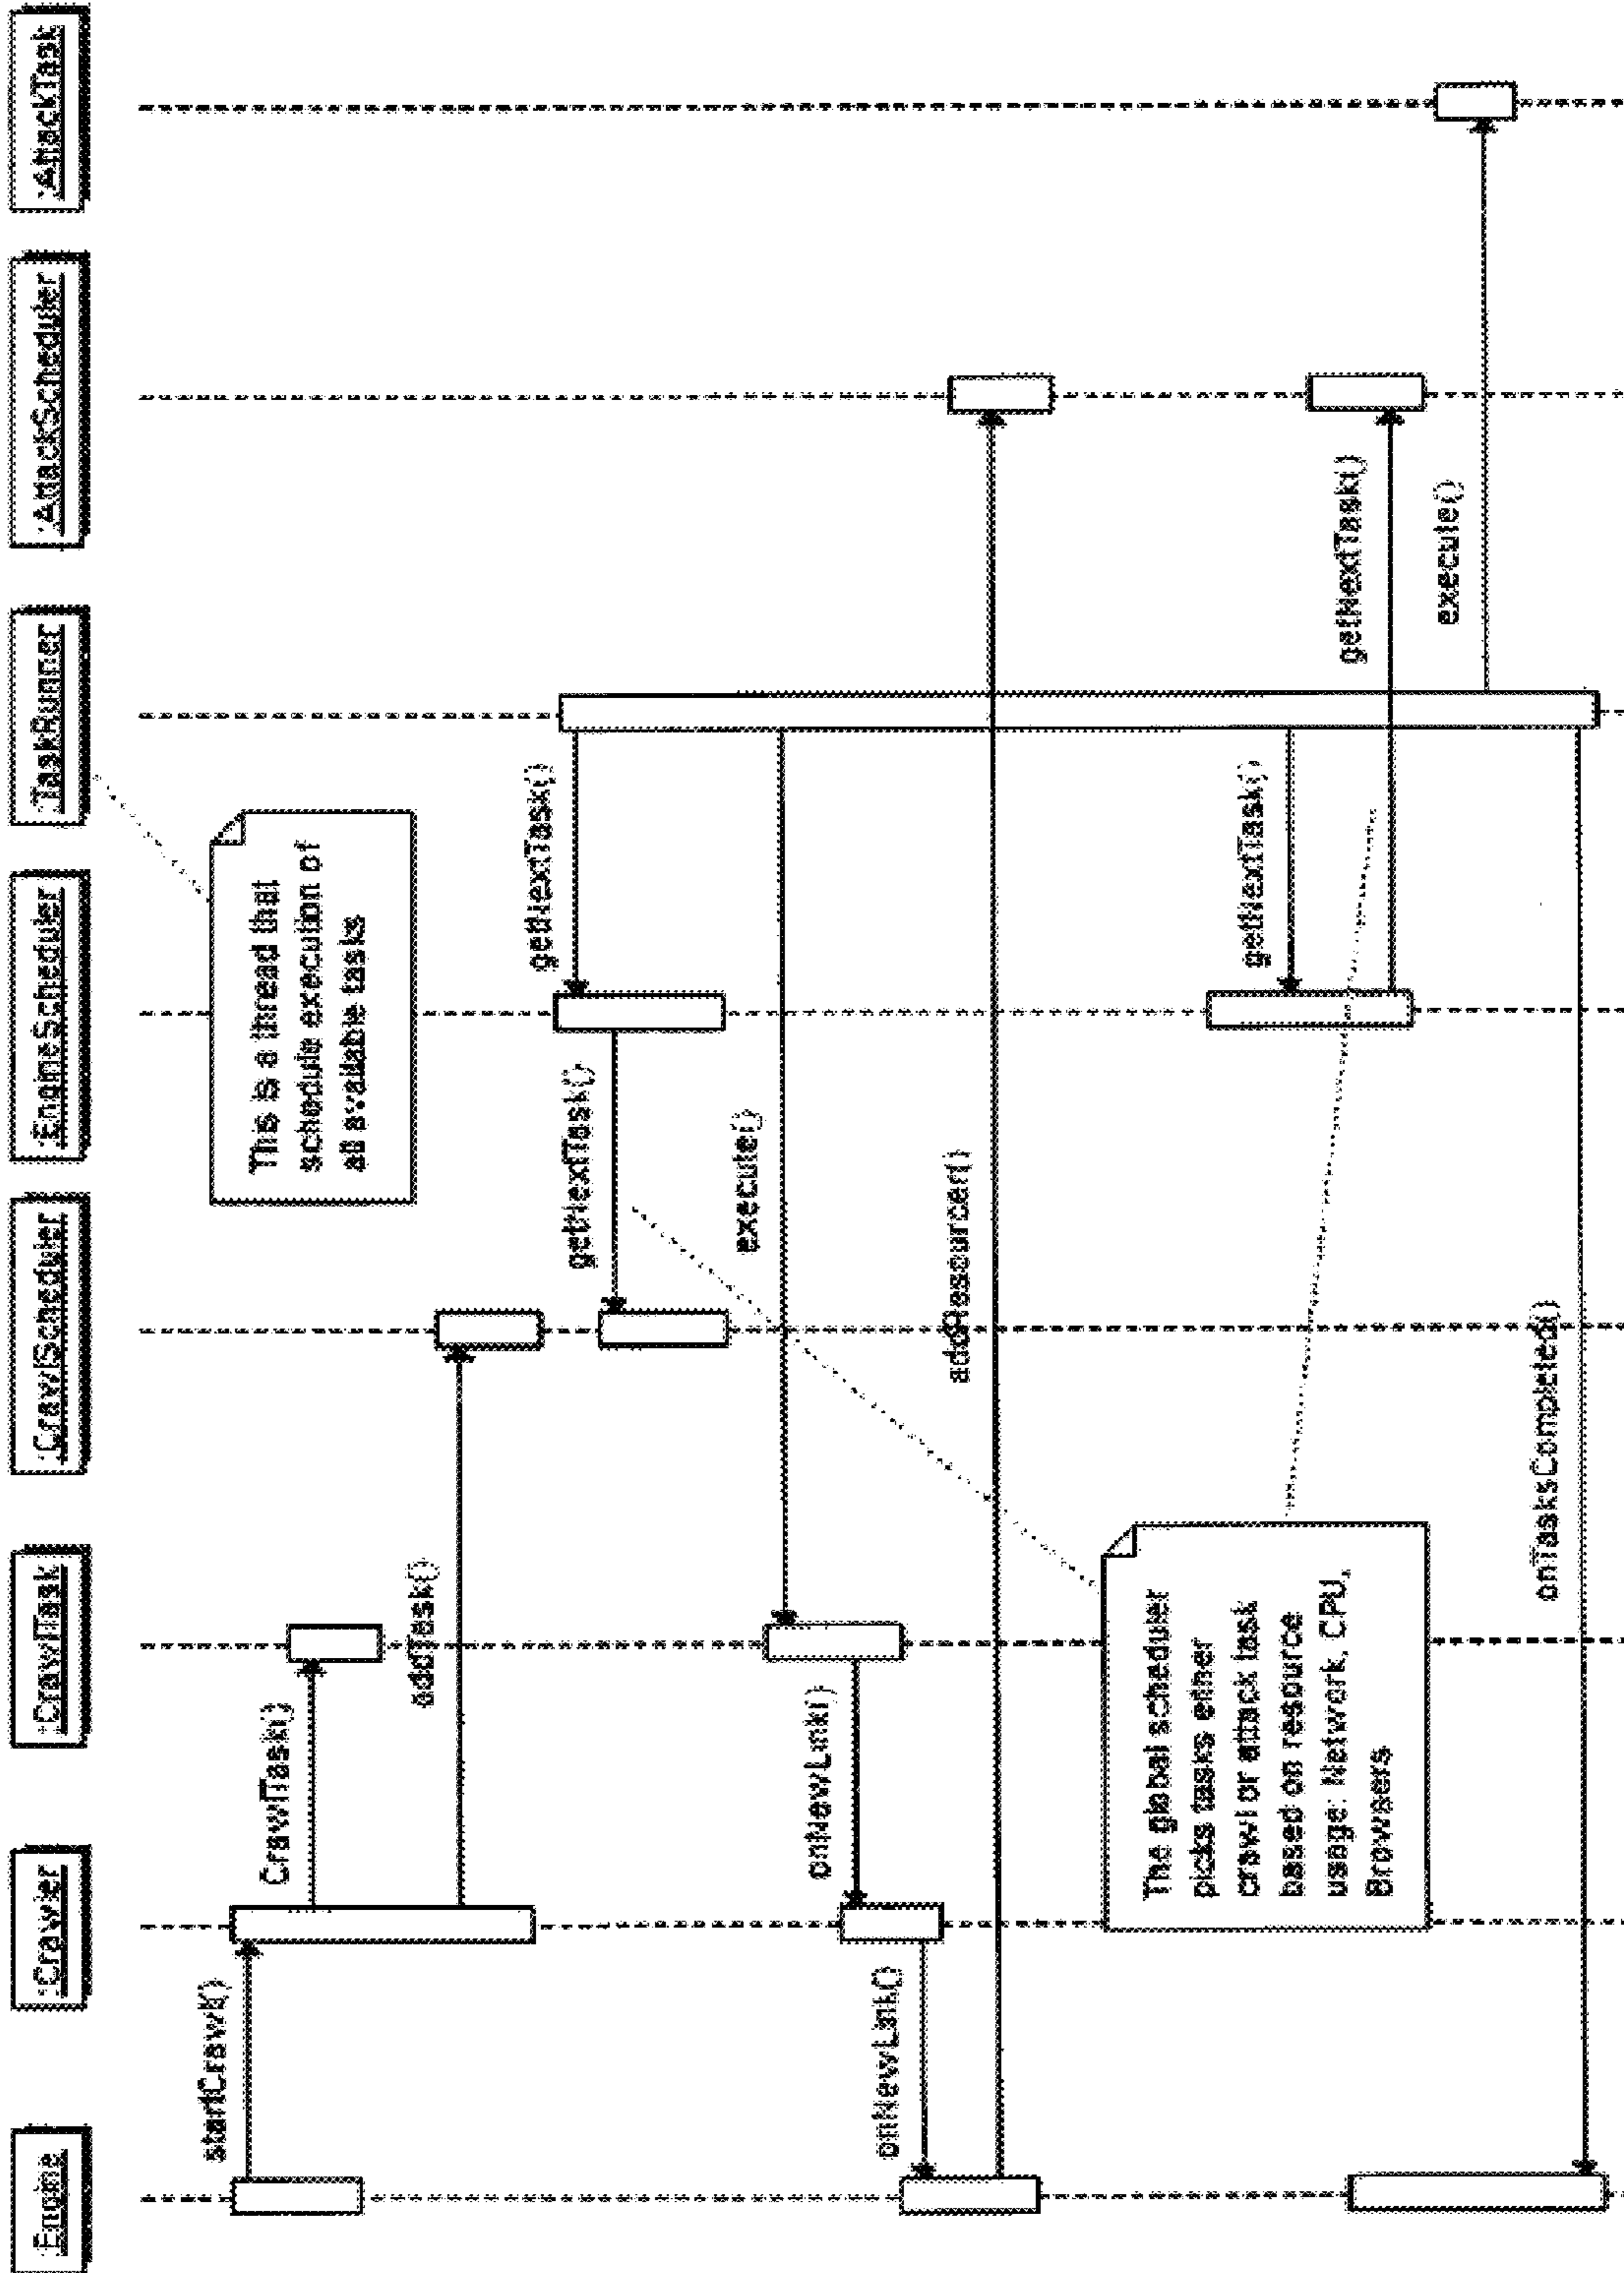 :Engine
:Crawler
:CrawlTask
:CrawlScheduler
:EngineScheduler
:TaskRunner
:AttackScheduler
:AttackTask
This is a thread that
schedule execution of
all available tasks
startCrawl()
CrawlTask()
addTask()
getNextTask()
getNextTask()
execute()
onNewLink()
onNewLink()
addResource()
The global scheduler
picks tasks either
crawl or attack task
based on resource
usage: Network, CPU,
Browsers
getNextTask()
getNextTask()
execute()
onTasksCompleted()